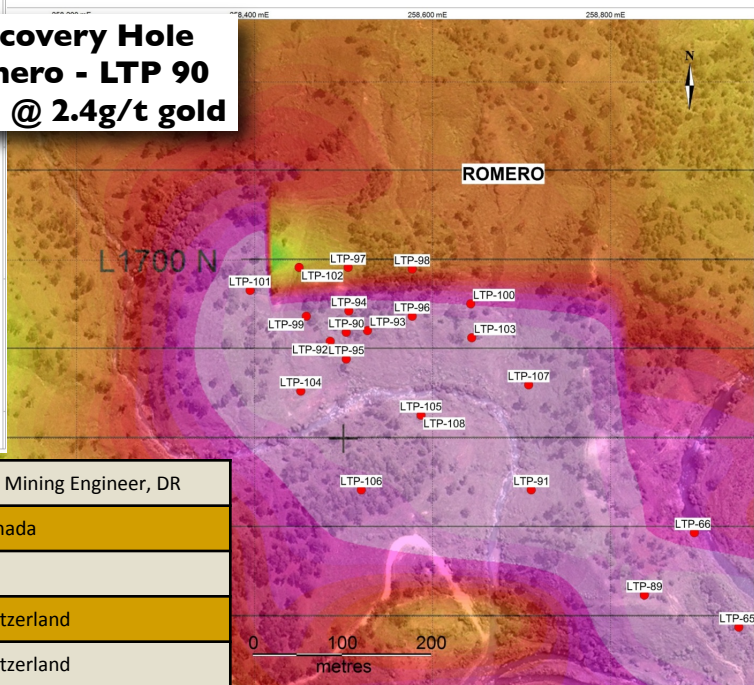 258,400 mE
258,600 mE
258,800 mE
covery Hole
nero - LTP 90
@ 2.4g/t gold
N
ROMERO
L1700 N
LTP-97
LTP-98
LTP-101
LTP-102
LTP-94
LTP-100
LTP-99
LTP-90
LTP-93
LTP-96
LTP-103
LTP-92
LTP-95
LTP-104
LTP-107
LTP-105
LTP-108
LTP-106
LTP-91
LTP-66
LTP-89
LTP-65
Mining Engineer, DR
nada
tzerland
tzerland
0 100 200
metres